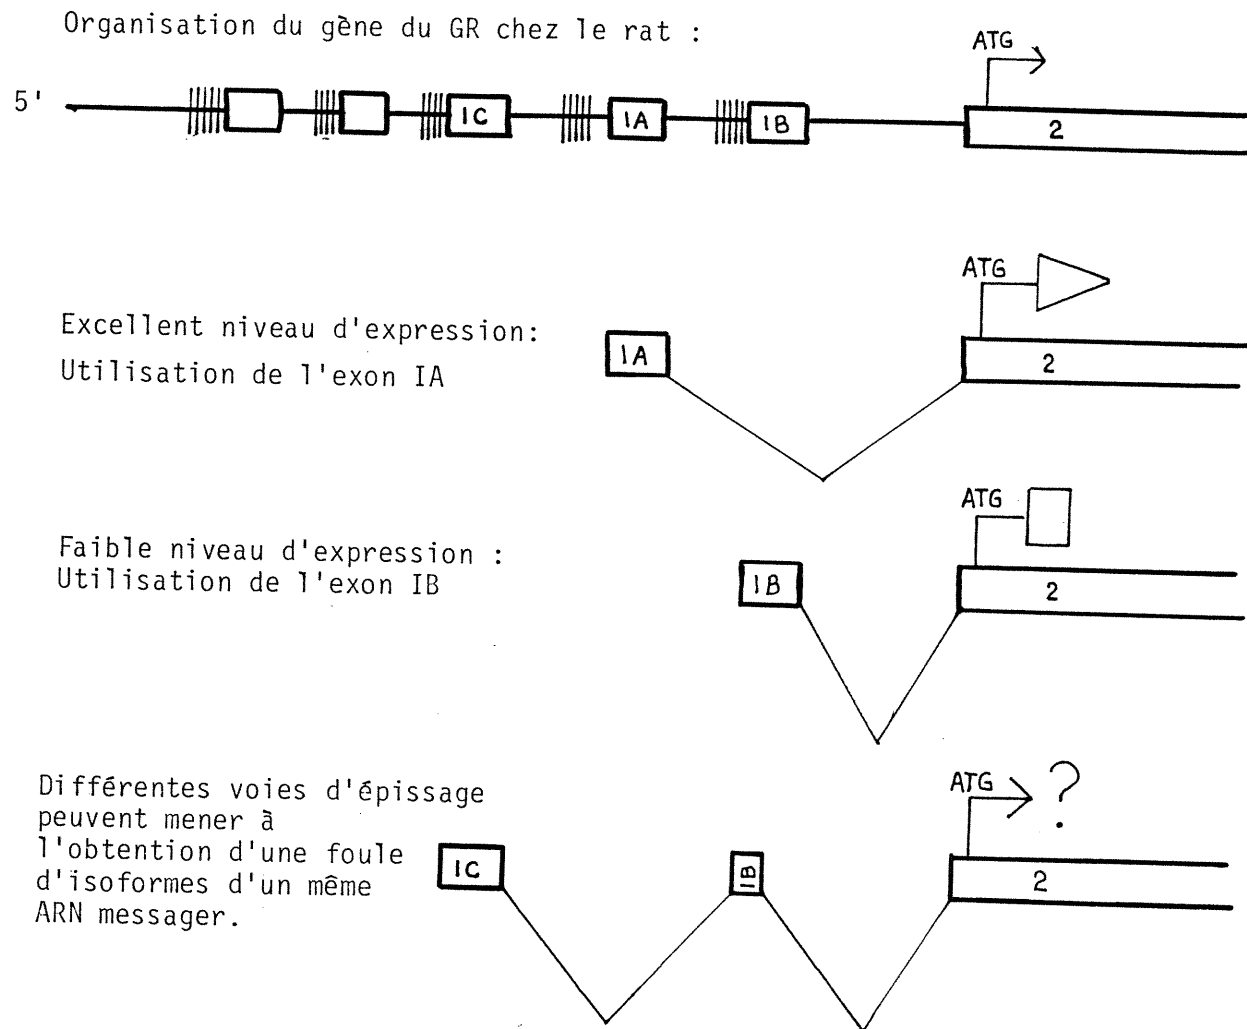 Organisation du gène du GR chez le rat :
ATG
5'
IC
IA
IB
2
Excellent niveau d'expression:
Utilisation de l'exon IA
IA
ATG
2
Faible niveau d'expression :
Utilisation de l'exon IB
IB
ATG
2
Différentes voies d'épissage
peuvent mener à
l'obtention d'une foule
d'isoformes d'un même
ARN messager.
IC
IB
ATG
?
2